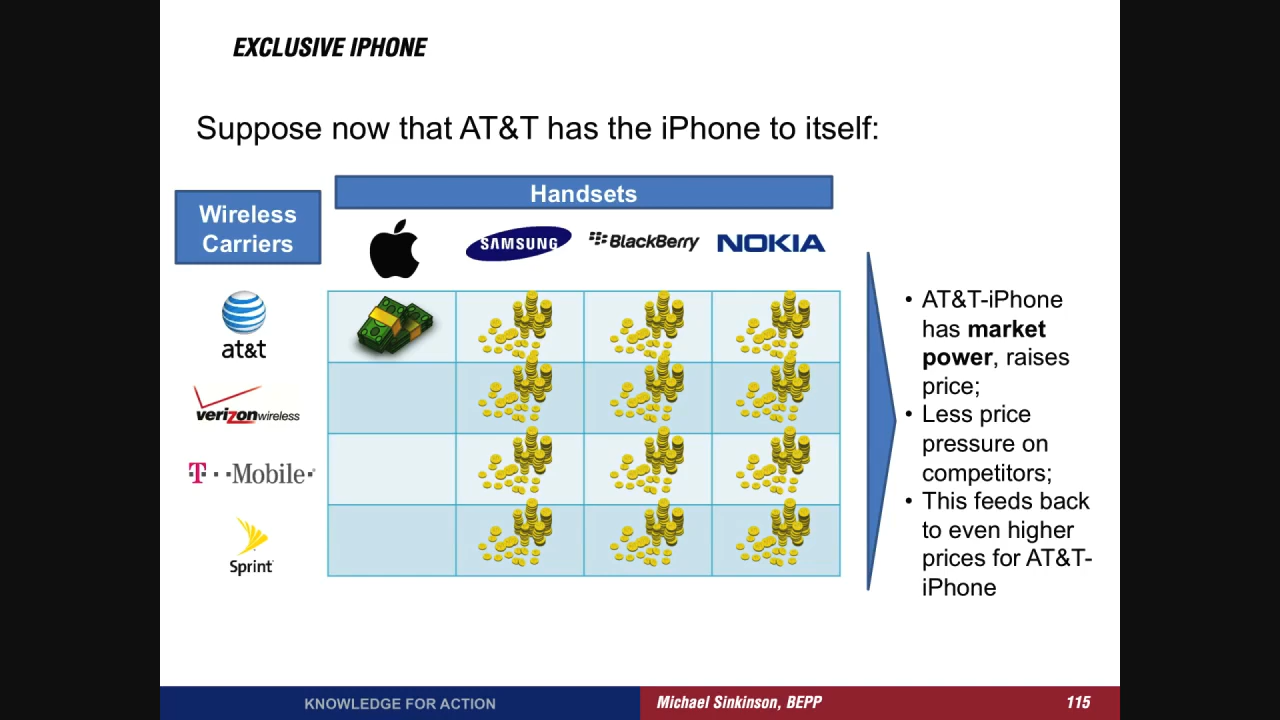 EXCLUSIVE IPHONE
Suppose now that AT&T has the iPhone to itself:
Wireless
Carriers
Handsets
SAMSUNG
BlackBerry
NOKIA
at&t
verizonwireless
T··Mobile·
Sprint
• AT&T-iPhone
has market
power, raises
price;
• Less price
pressure on
competitors;
• This feeds back
to even higher
prices for AT&T-
iPhone
KNOWLEDGE FOR ACTION
Michael Sinkinson, BEPP
115